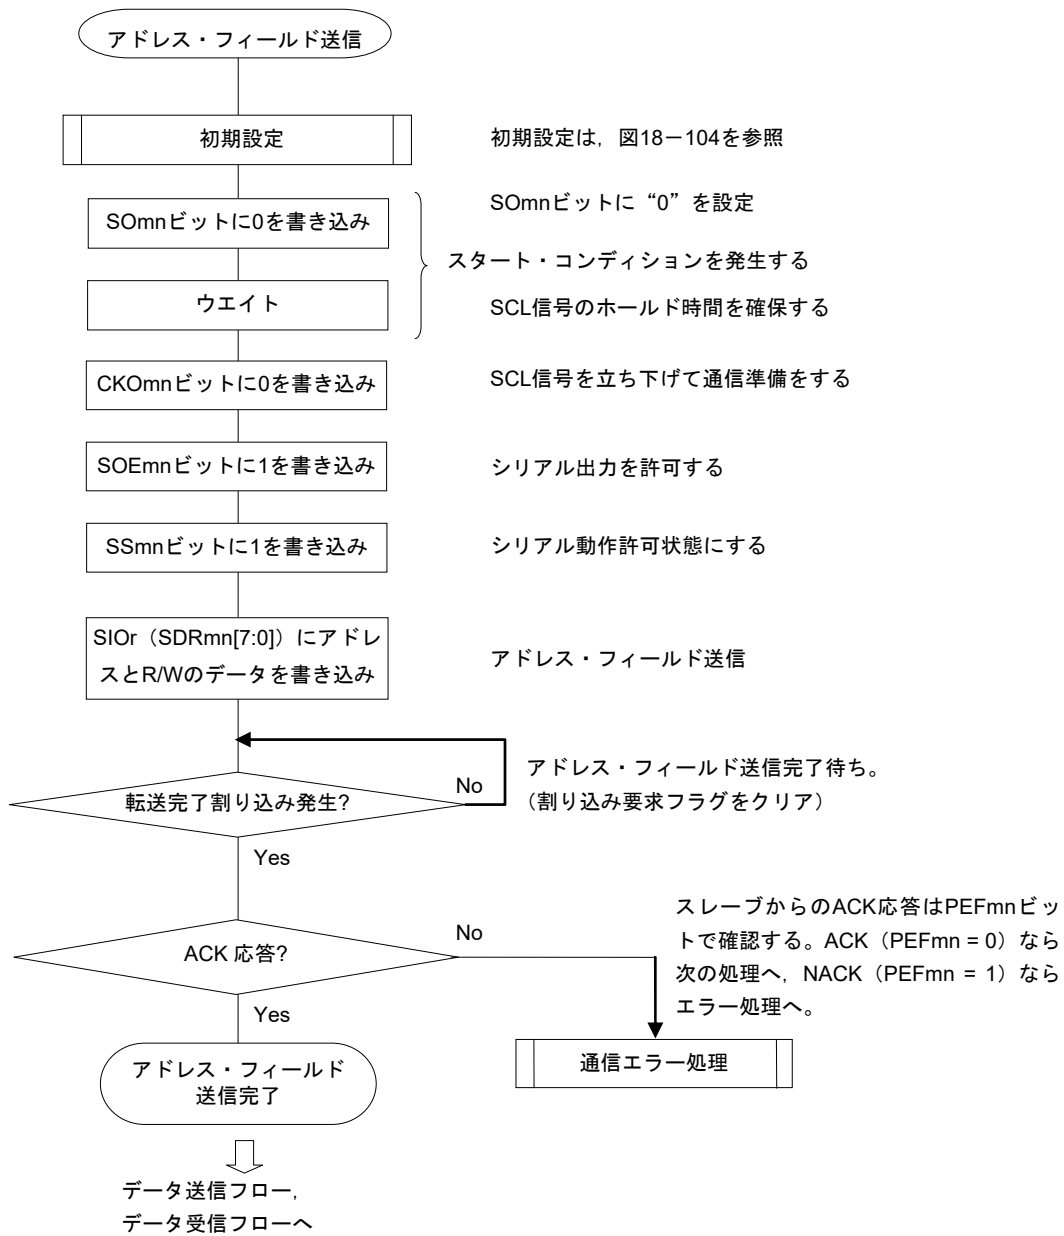 アドレス・フィールド送信
初期設定
初期設定は，図18－104を参照
SOmnビットに0を書き込み
SOmnビットに“0”を設定
スタート・コンディションを発生する
ウエイト
SCL信号のホールド時間を確保する
CKOmnビットに0を書き込み
SCL信号を立ち下げて通信準備をする
SOEmnビットに1を書き込み
シリアル出力を許可する
SSmnビットに1を書き込み
シリアル動作許可状態にする
SIOr（SDRmn[7:0]）にアドレ
スとR/Wのデータを書き込み
アドレス・フィールド送信
転送完了割り込み発生?
No
アドレス・フィールド送信完了待ち。
（割り込み要求フラグをクリア）
Yes
ACK 応答?
No
スレーブからのACK応答はPEFmnビッ
トで確認する。ACK（PEFmn = 0）なら
次の処理へ，NACK（PEFmn = 1）なら
エラー処理へ。
Yes
通信エラー処理
アドレス・フィールド
送信完了
データ送信フロー，
データ受信フローへ